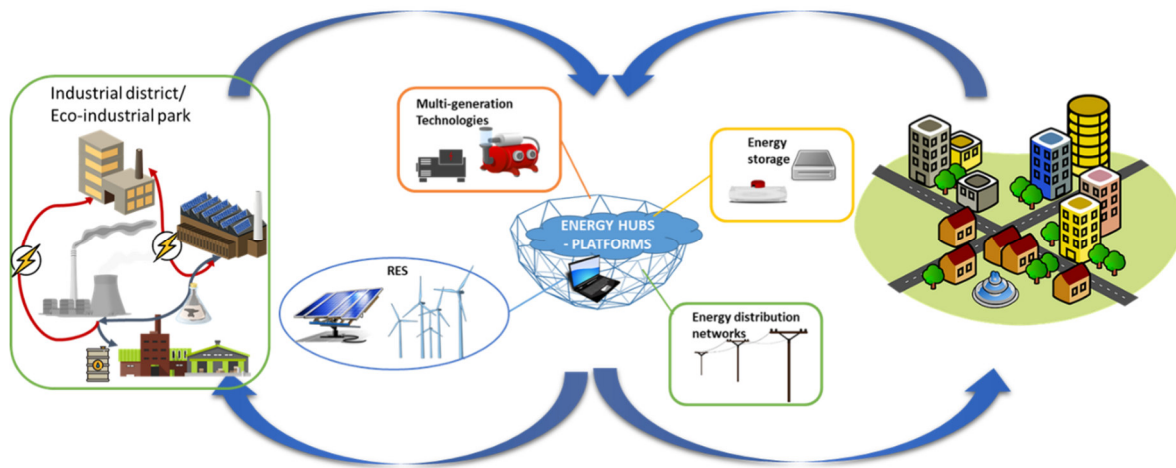 Industrial district/
Eco-industrial park
Multi-generation
Technologies
Energy
storage
ENERGY HUBS
- PLATFORMS
RES
Energy distribution
networks